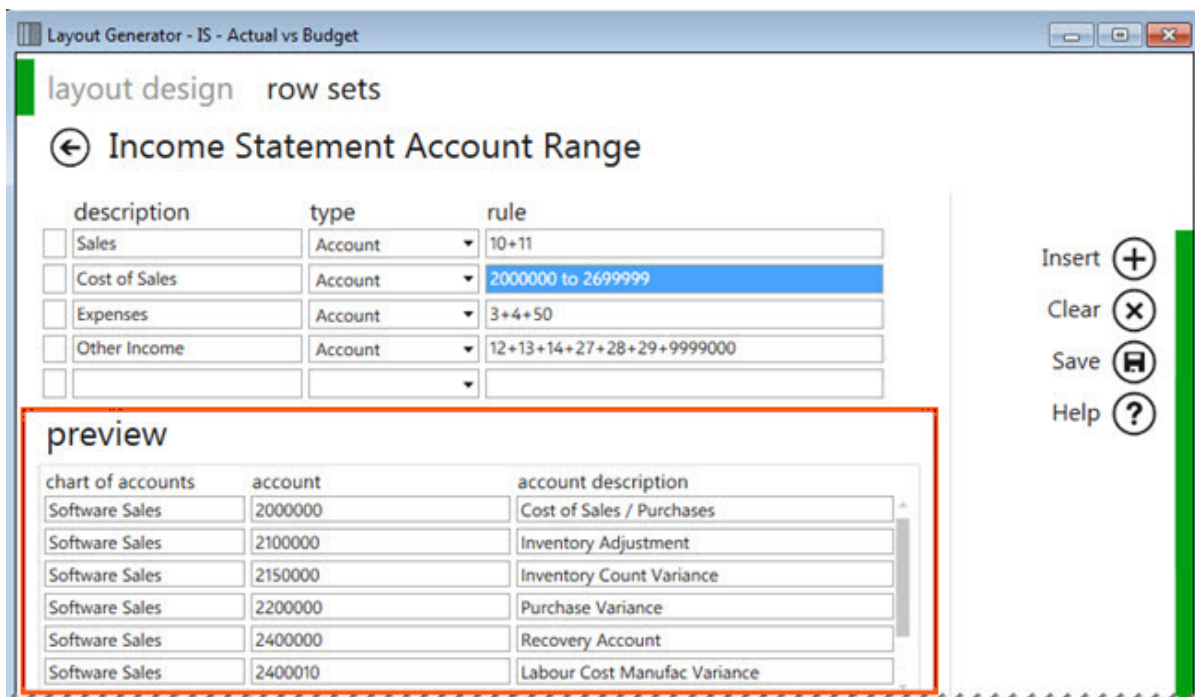 Layout Generator - IS - Actual vs Budget
layout design row sets
Income Statement Account Range
description type rule
Sales Account 10+11
Cost of Sales Account 2000000 to 2699999
Expenses Account 3+4+50
Other Income Account 12+13+14+27+28+29+9999000
Insert
Clear
Save
Help ?
preview
chart of accounts account account description
Software Sales 2000000 Cost of Sales / Purchases
Software Sales 2100000 Inventory Adjustment
Software Sales 2150000 Inventory Count Variance
Software Sales 2200000 Purchase Variance
Software Sales 2400000 Recovery Account
Software Sales 2400010 Labour Cost Manufac Variance